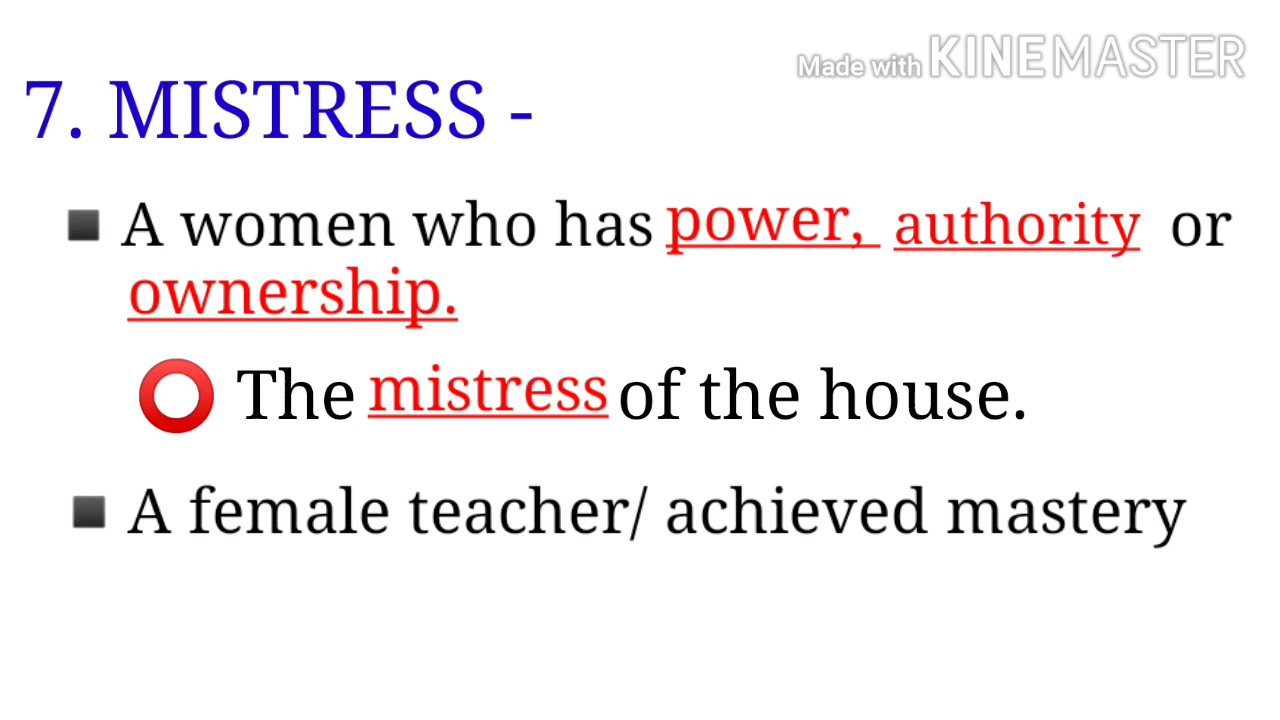 Made with KINEMASTER
7. MISTRESS -
▪ A women who has power, authority or
ownership.
⭕ The mistress of the house.
▪ A female teacher/ achieved mastery